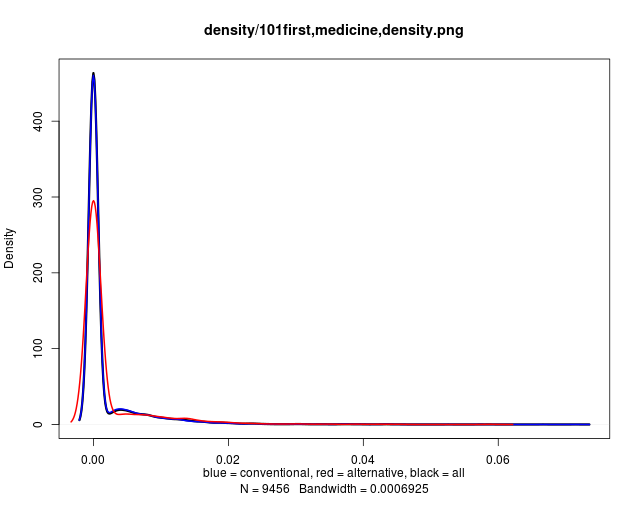 density/101first,medicine,density.png
Density
400
300
200
100
0
0.00 0.02 0.04 0.06
blue = conventional, red = alternative, black = all
N = 9456 Bandwidth = 0.0006925